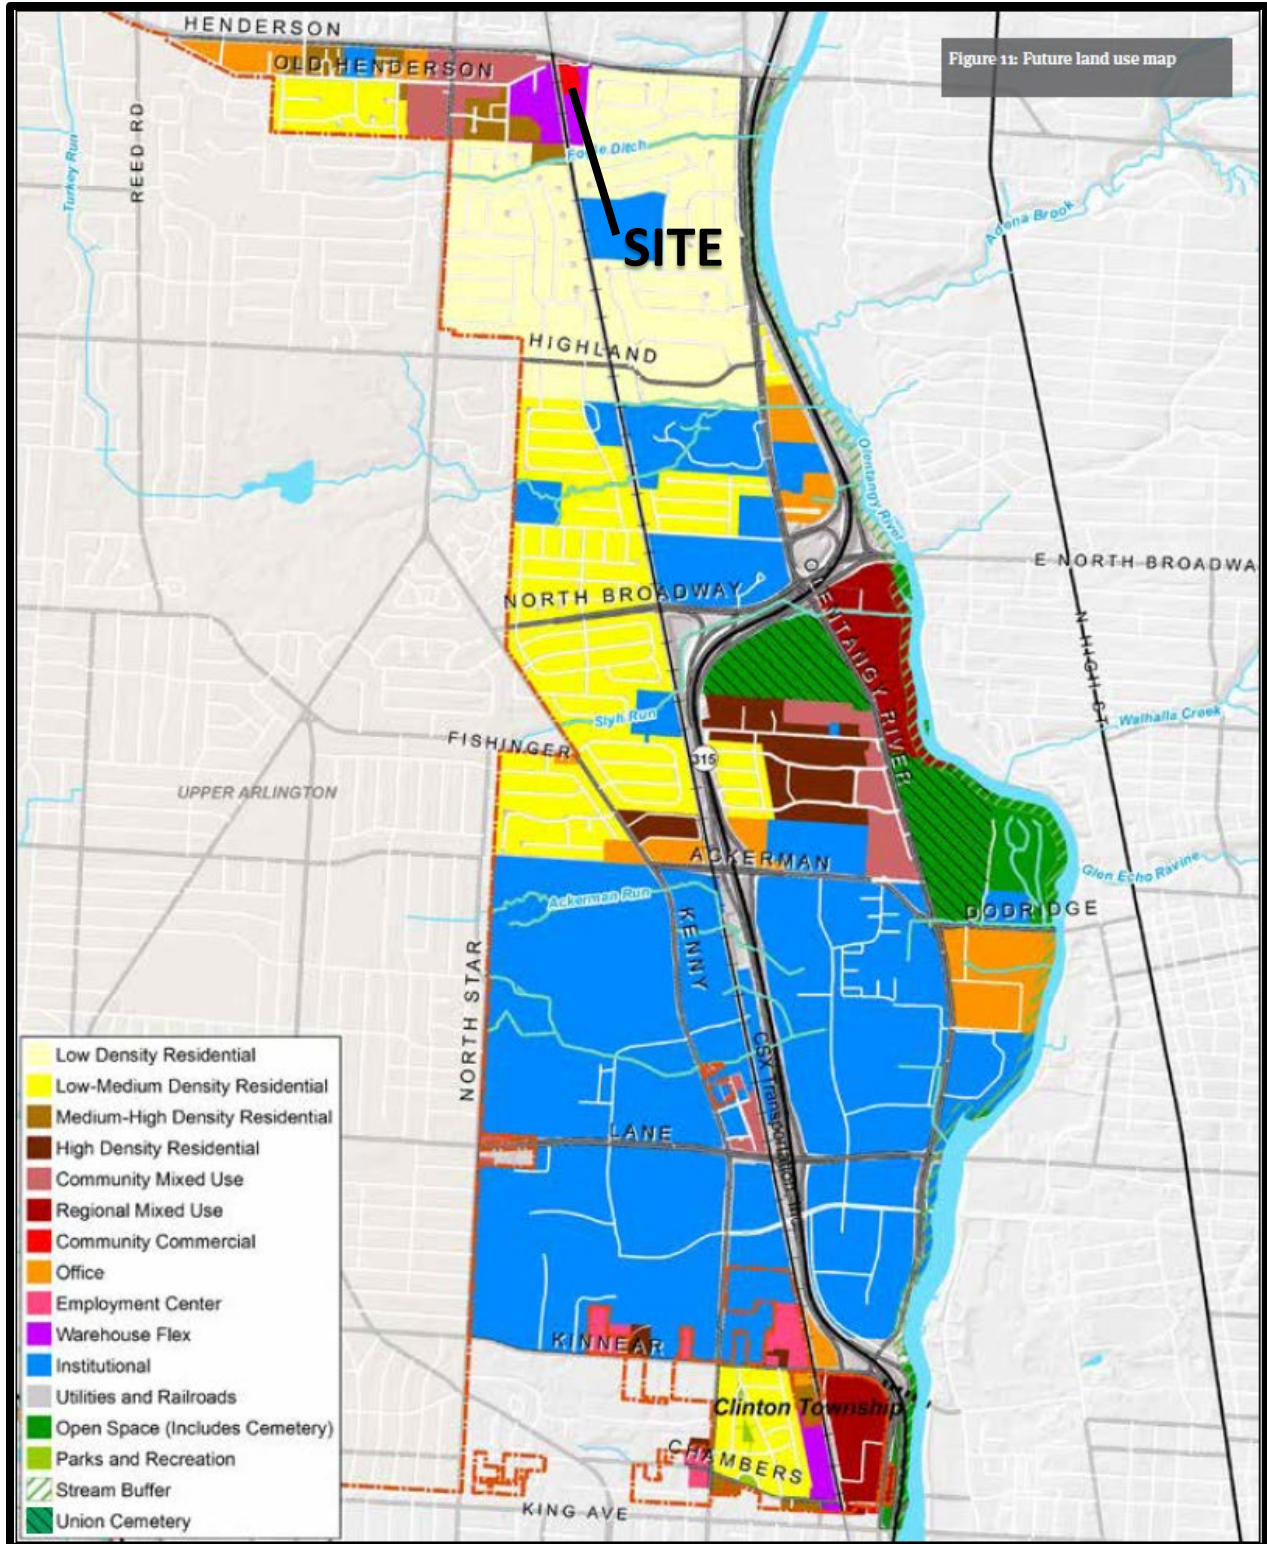 HENDERSON
OLD HENDERSON
Figure 11: Future land use map
REED RD
Turkey Run
Adena Brook
SITE
HIGHLAND
Olentangy River
E NORTH BROADWA
NORTH BROADWAY
OLENTANGY RIVER
N HIGH ST
Slyh Run
Walhalla Creek
FISHINGER
315
UPPER ARLINGTON
ACKERMAN
Glen Echo Ravine
Ackerman Run
DODRIDGE
KENNY
NORTH STAR
CSX Transportation, Inc.
LANE
KINNEAR
Clinton Township
CHAMBERS
KING AVE
Low Density Residential
Low-Medium Density Residential
Medium-High Density Residential
High Density Residential
Community Mixed Use
Regional Mixed Use
Community Commercial
Office
Employment Center
Warehouse Flex
Institutional
Utilities and Railroads
Open Space (Includes Cemetery)
Parks and Recreation
Stream Buffer
Union Cemetery